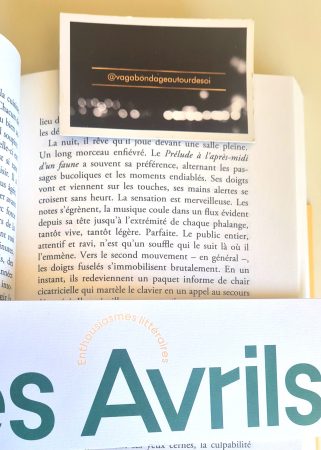 @vagabondageautourdesoi
lieu de
les dé
La nuit, il rêve qu'il joue devant une salle pleine.
Un long morceau enfiévré. Le Prélude à l'après-midi
d'un faune a souvent sa préférence, alternant les pas-
sages bucoliques et les moments endiablés. Ses doigts
vont et viennent sur les touches, ses mains alertes se
croisent sans heurt. La sensation est merveilleuse. Les
notes s'égrènent, la musique coule dans un flux évident
depuis sa tête jusqu'à l'extrémité de chaque phalange,
tantôt vive, tantôt légère. Parfaite. Le public entier,
attentif et ravi, n'est qu'un souffle qui le suit là où il
l'emmène. Vers le second mouvement – en général –,
les doigts fuselés s'immobilisent brutalement. En un
instant, ils redeviennent un paquet informe de chair
cicatricielle qui martèle le clavier en un appel au secours
Enthousiasmes littéraires
es Avrils
yeux cernés, la culpabilité